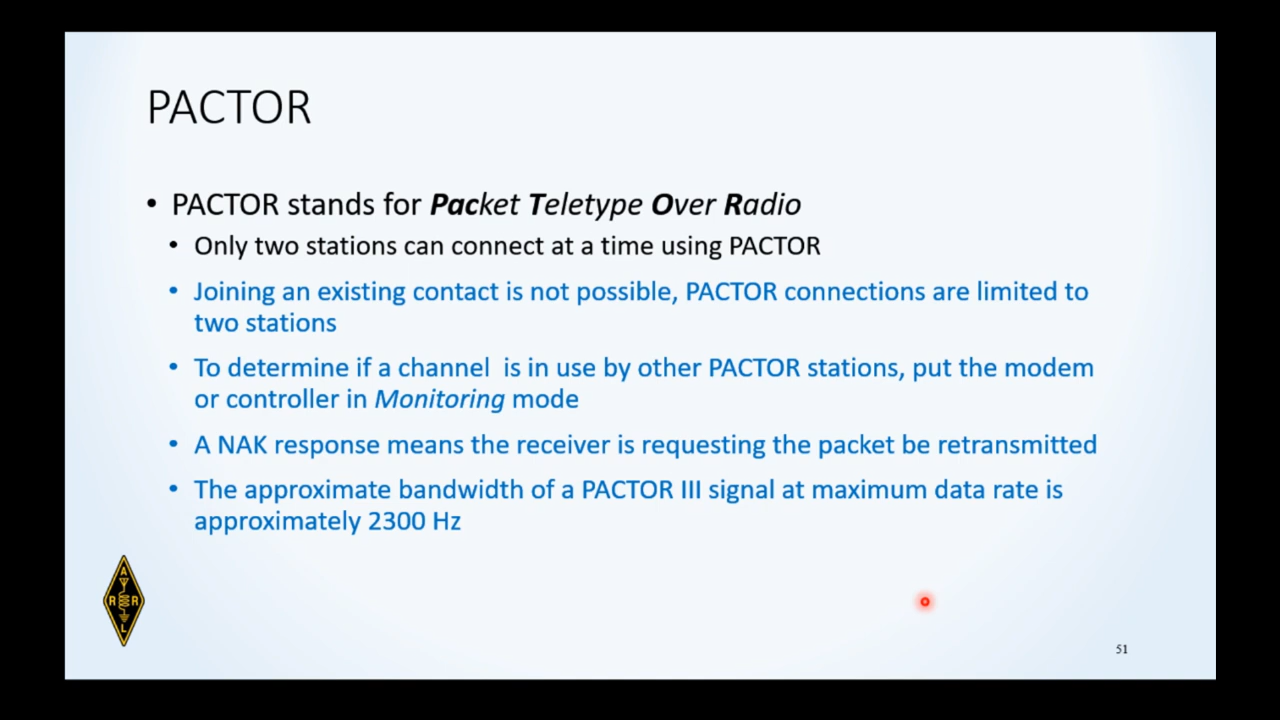 PACTOR
• PACTOR stands for Packet Teletype Over Radio
• Only two stations can connect at a time using PACTOR
• Joining an existing contact is not possible, PACTOR connections are limited to
two stations
• To determine if a channel  is in use by other PACTOR stations, put the modem
or controller in Monitoring mode
• A NAK response means the receiver is requesting the packet be retransmitted
• The approximate bandwidth of a PACTOR III signal at maximum data rate is
approximately 2300 Hz
A
R R
L
51